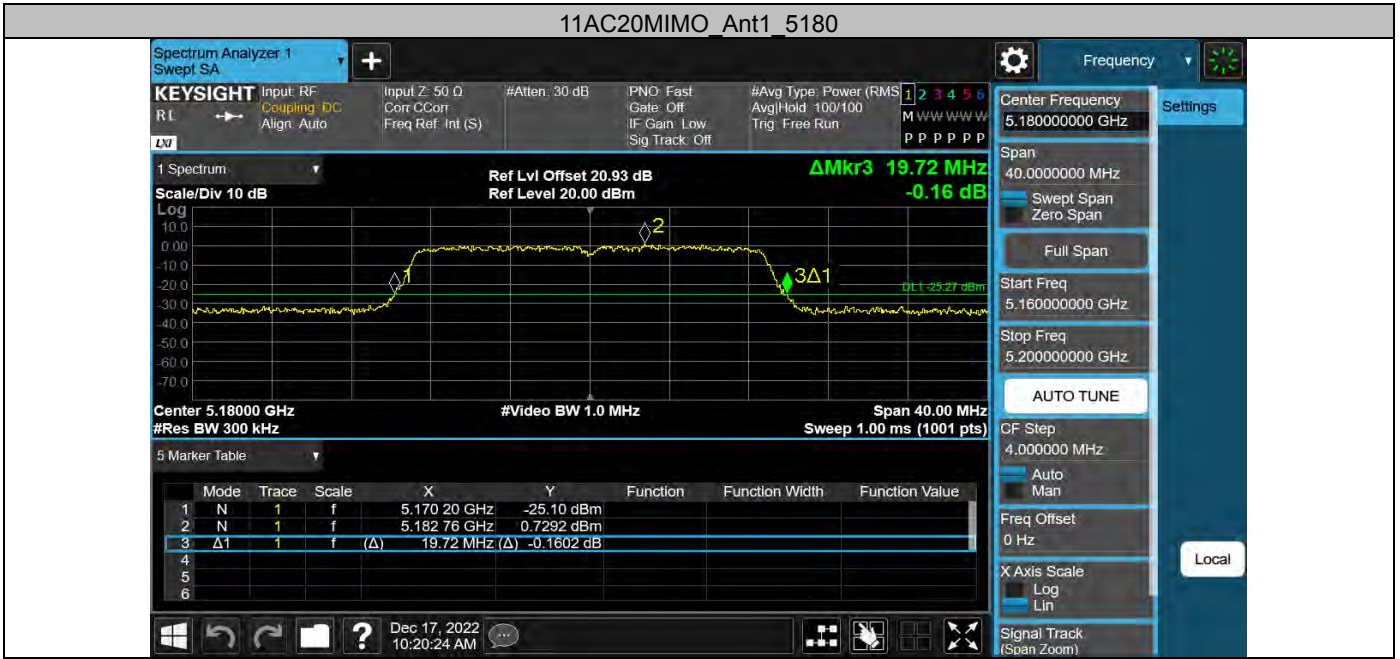 11AC20MIMO_Ant1_5180
Spectrum Analyzer 1
Swept SA
+
Frequency
KEYSIGHT
RL
LXI
Input: RF
Coupling: DC
Align: Auto
Input Z: 50 Ω
Corr CCorr
Freq Ref: Int (S)
#Atten: 30 dB
PNO: Fast
Gate: Off
IF Gain: Low
Sig Track: Off
#Avg Type: Power (RMS
Avg|Hold: 100/100
Trig: Free Run
1 2 3 4 5 6
M W W W W W
P P P P P P
1 Spectrum
Scale/Div 10 dB
Ref Lvl Offset 20.93 dB
Ref Level 20.00 dBm
ΔMkr3 19.72 MHz
-0.16 dB
Log
10.0
0.00
-10.0
-20.0
-30.0
-40.0
-50.0
-60.0
-70.0
1
2
3Δ1
DL1 -25.27 dBm
Center 5.18000 GHz
#Res BW 300 kHz
#Video BW 1.0 MHz
Span 40.00 MHz
Sweep 1.00 ms (1001 pts)
5 Marker Table
Mode Trace Scale X Y Function Function Width Function Value
1 N 1 f 5.170 20 GHz -25.10 dBm
2 N 1 f 5.182 76 GHz 0.7292 dBm
3 Δ1 1 f (Δ) 19.72 MHz (Δ) -0.1602 dB
4
5
6
?
Dec 17, 2022
10:20:24 AM
Center Frequency
5.180000000 GHz
Settings
Span
40.0000000 MHz
Swept Span
Zero Span
Full Span
Start Freq
5.160000000 GHz
Stop Freq
5.200000000 GHz
AUTO TUNE
CF Step
4.000000 MHz
Auto
Man
Freq Offset
0 Hz
X Axis Scale
Log
Lin
Local
Signal Track
(Span Zoom)